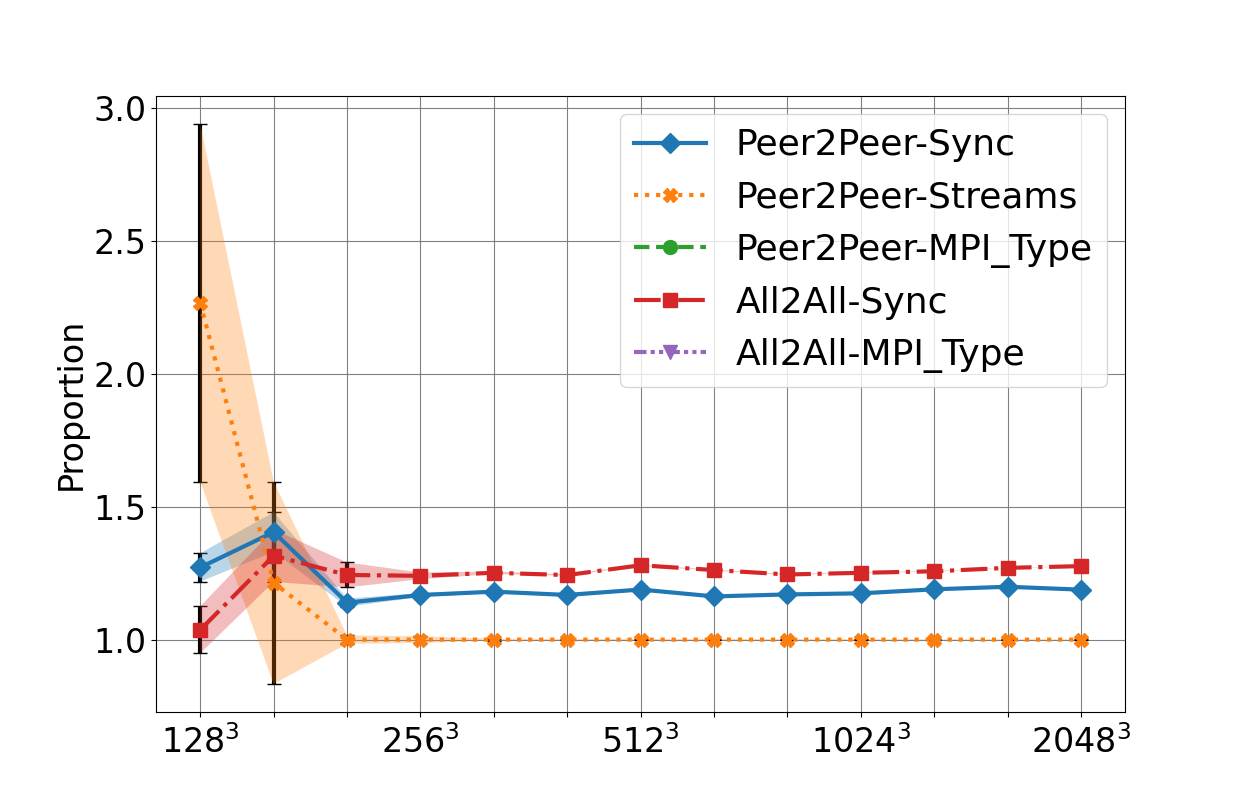 3.0
2.5
2.0
1.5
1.0
Proportion
Peer2Peer-Sync
Peer2Peer-Streams
Peer2Peer-MPI_Type
All2All-Sync
All2All-MPI_Type
128³ 256³ 512³ 1024³ 2048³